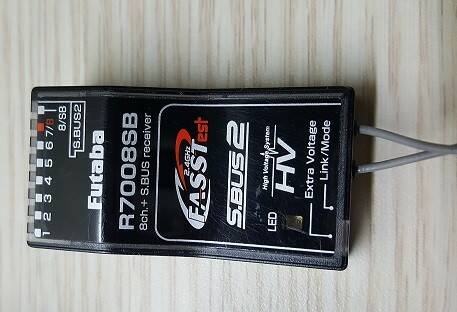 1 2 3 4 5 6 7/B
8/SB
S.BUS2
Futaba
R7008SB
8ch.+ S.BUS receiver
2.4GHz
FASSTest
S.BUS2
High Voltage System
HV
LED
Extra Voltage
Link/Mode